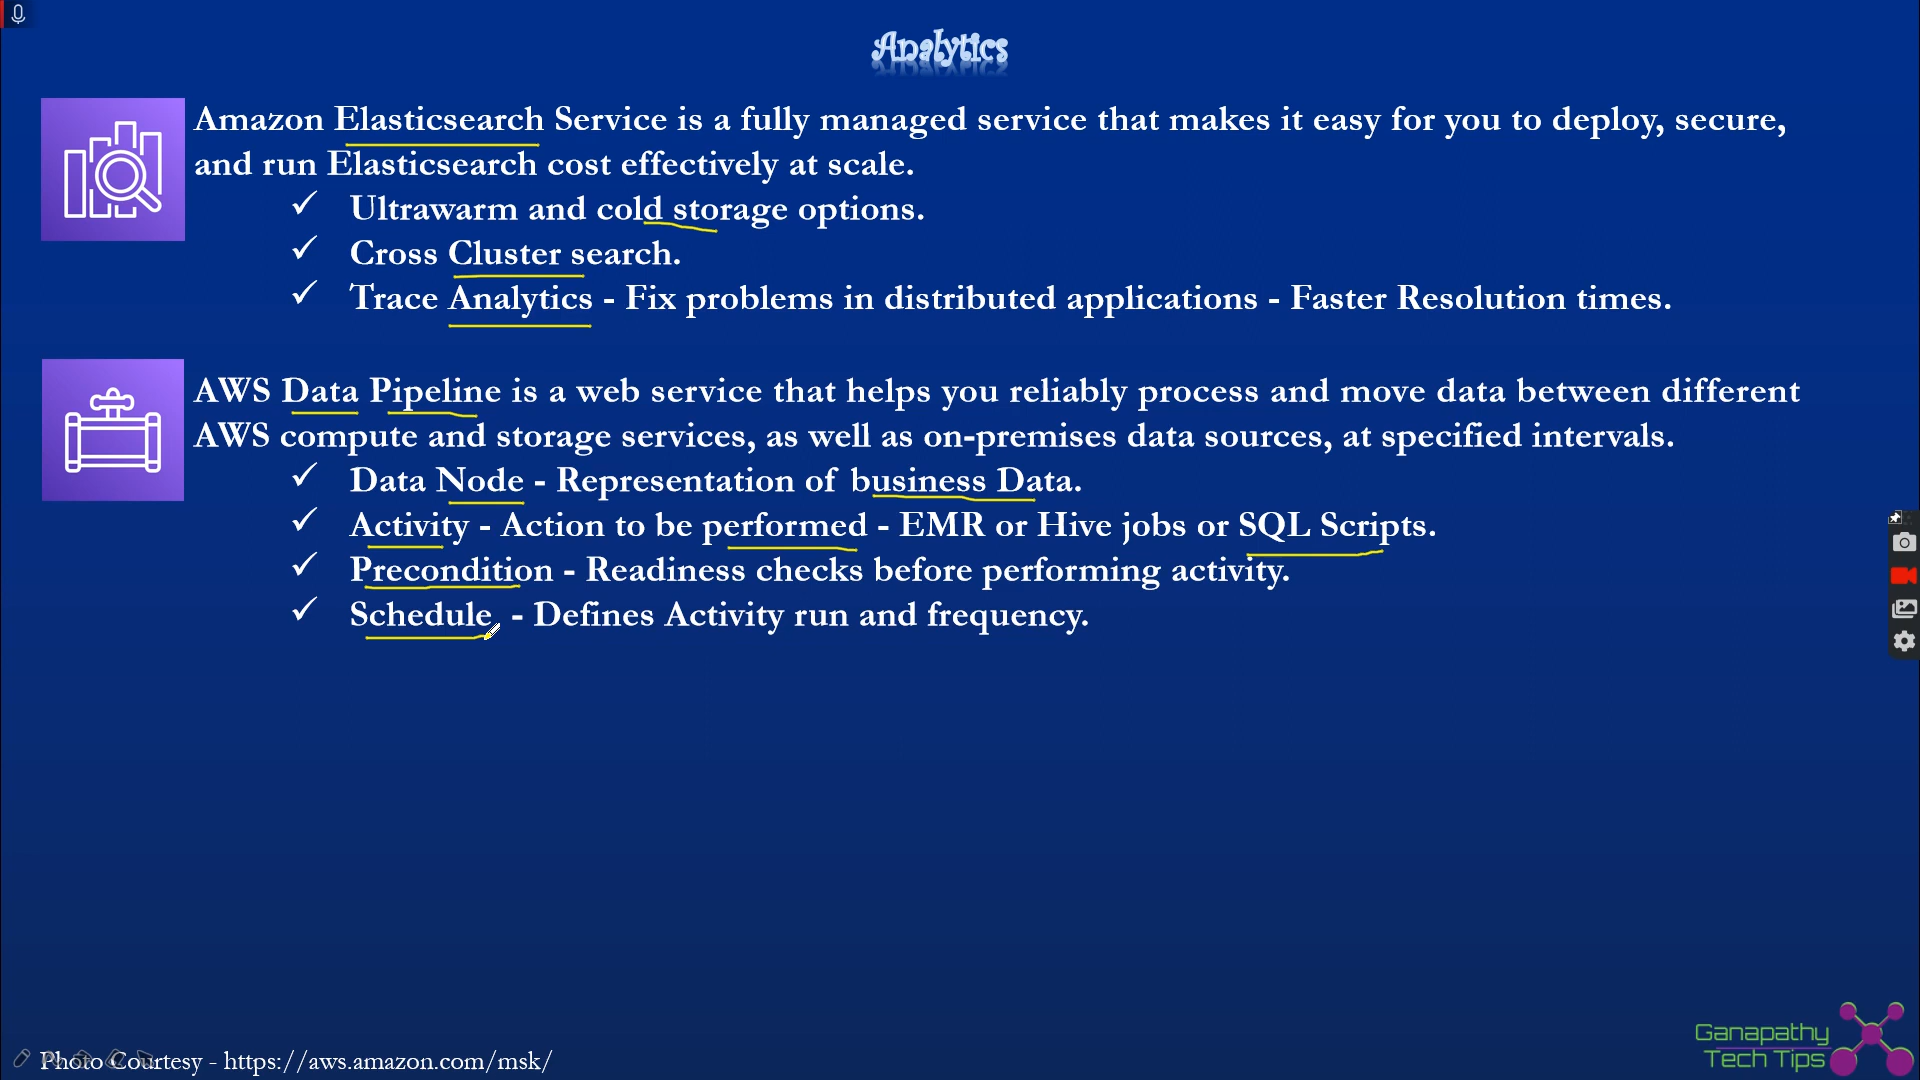 Analytics
Amazon Elasticsearch Service is a fully managed service that makes it easy for you to deploy, secure,
and run Elasticsearch cost effectively at scale.
✓ Ultrawarm and cold storage options.
✓ Cross Cluster search.
✓ Trace Analytics - Fix problems in distributed applications - Faster Resolution times.
AWS Data Pipeline is a web service that helps you reliably process and move data between different
AWS compute and storage services, as well as on-premises data sources, at specified intervals.
✓ Data Node - Representation of business Data.
✓ Activity - Action to be performed - EMR or Hive jobs or SQL Scripts.
✓ Precondition - Readiness checks before performing activity.
✓ Schedule - Defines Activity run and frequency.
Photo Courtesy - https://aws.amazon.com/msk/
Ganapathy
Tech Tips